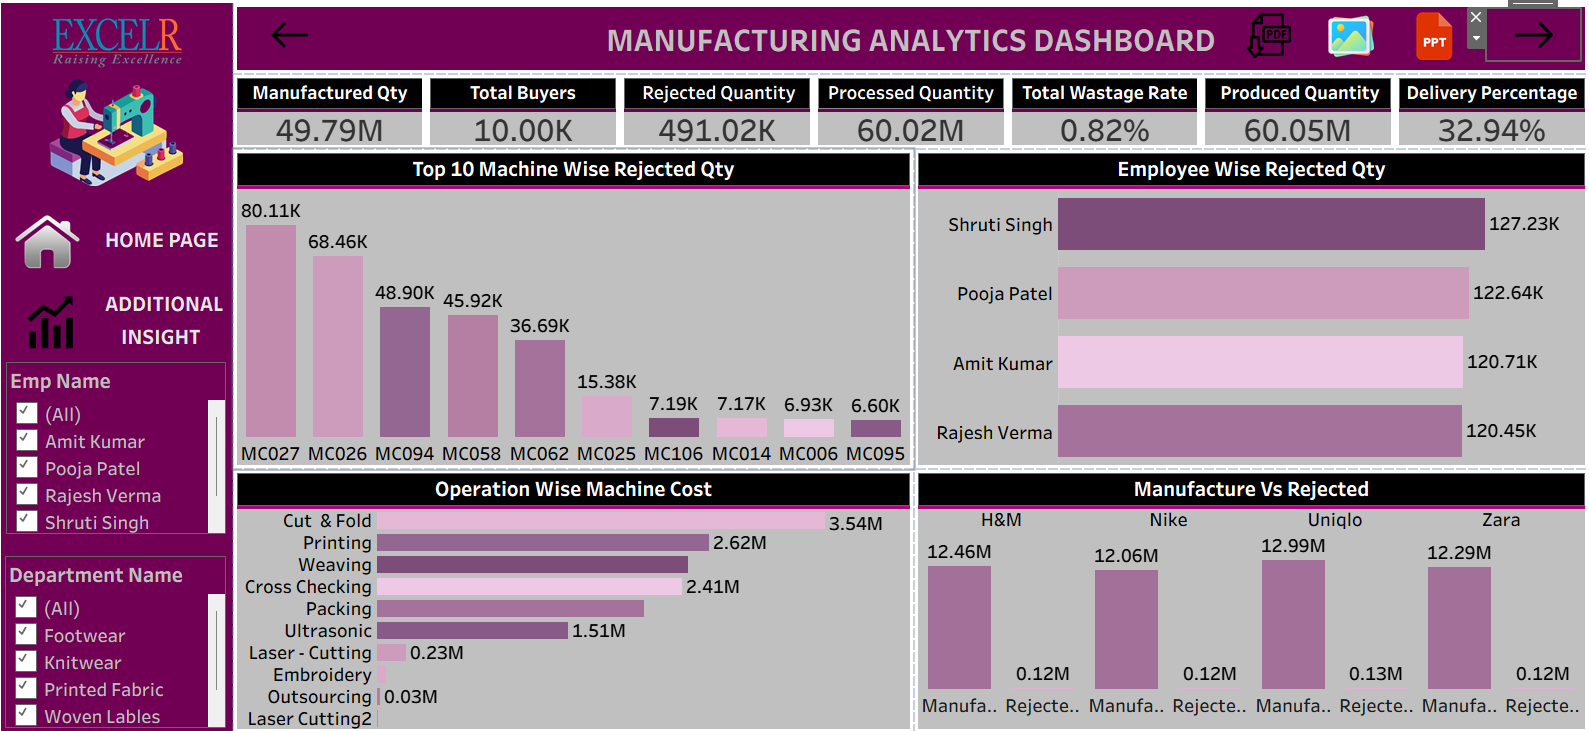 EXCELR
Raising Excellence
MANUFACTURING ANALYTICS DASHBOARD
PDF
PPT
Manufactured Qty
49.79M
Total Buyers
10.00K
Rejected Quantity
491.02K
Processed Quantity
60.02M
Total Wastage Rate
0.82%
Produced Quantity
60.05M
Delivery Percentage
32.94%
HOME PAGE
ADDITIONAL
INSIGHT
Emp Name
(All)
Amit Kumar
Pooja Patel
Rajesh Verma
Shruti Singh
Department Name
(All)
Footwear
Knitwear
Printed Fabric
Woven Lables
Top 10 Machine Wise Rejected Qty
80.11K
68.46K
48.90K
45.92K
36.69K
15.38K
7.19K
7.17K
6.93K
6.60K
MC027 MC026 MC094 MC058 MC062 MC025 MC106 MC014 MC006 MC095
Employee Wise Rejected Qty
Shruti Singh 127.23K
Pooja Patel 122.64K
Amit Kumar 120.71K
Rajesh Verma 120.45K
Operation Wise Machine Cost
Cut & Fold 3.54M
Printing 2.62M
Weaving
Cross Checking 2.41M
Packing
Ultrasonic 1.51M
Laser - Cutting 0.23M
Embroidery
Outsourcing 0.03M
Laser Cutting2
Manufacture Vs Rejected
H&M Nike Uniqlo Zara
12.46M 12.06M 12.99M 12.29M
0.12M 0.12M 0.13M 0.12M
Manufa.. Rejecte.. Manufa.. Rejecte.. Manufa.. Rejecte.. Manufa.. Rejecte..